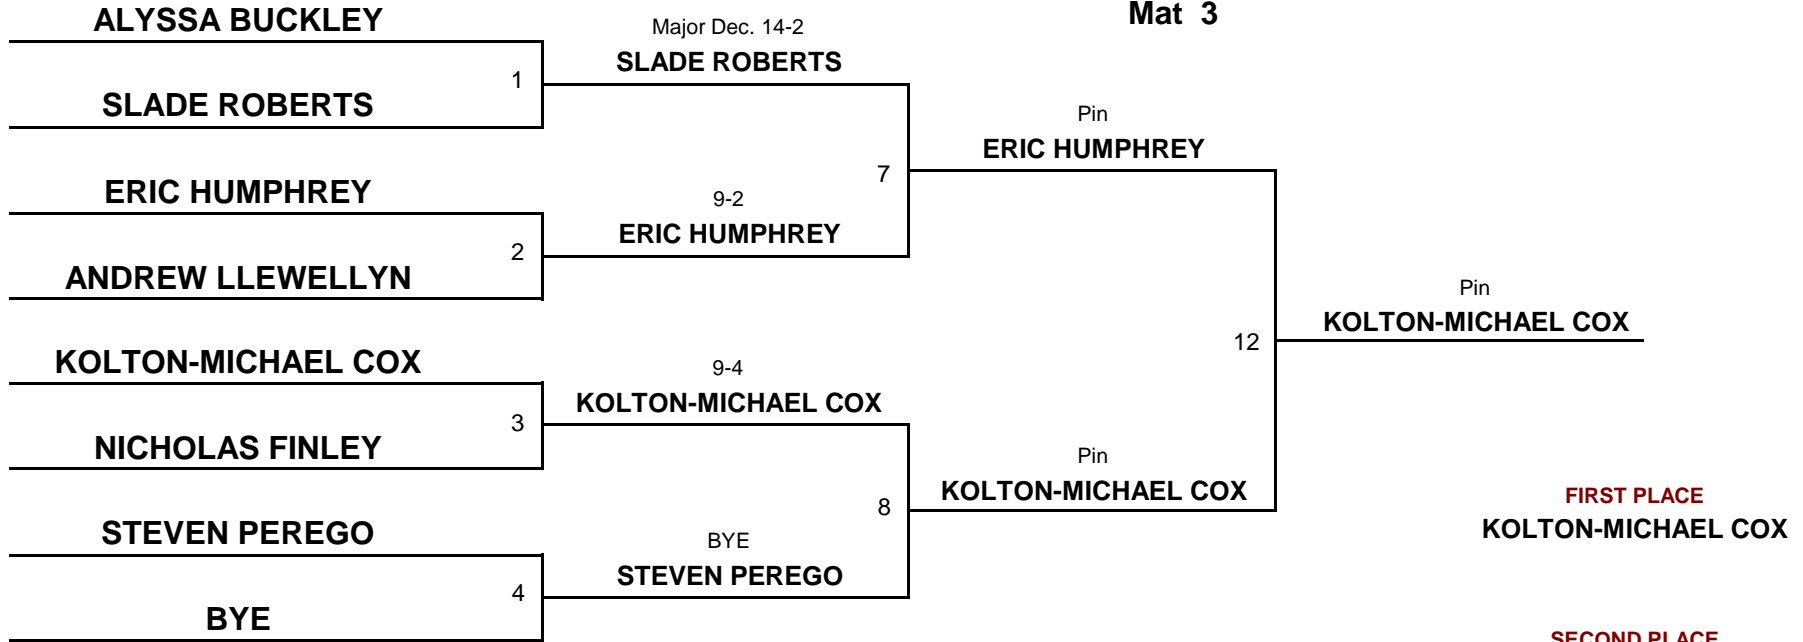 Mat 3
ALYSSA BUCKLEY
1
SLADE ROBERTS
Major Dec. 14-2
SLADE ROBERTS
ERIC HUMPHREY
2
ANDREW LLEWELLYN
9-2
ERIC HUMPHREY
7
Pin
ERIC HUMPHREY
KOLTON-MICHAEL COX
3
NICHOLAS FINLEY
9-4
KOLTON-MICHAEL COX
STEVEN PEREGO
4
BYE
BYE
STEVEN PEREGO
8
Pin
KOLTON-MICHAEL COX
12
Pin
KOLTON-MICHAEL COX
FIRST PLACE
KOLTON-MICHAEL COX
SECOND PLACE